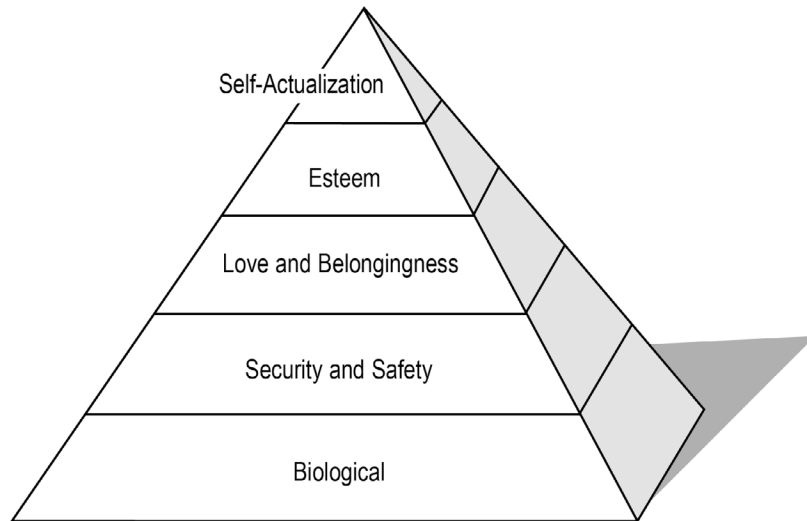 Self-Actualization
Esteem
Love and Belongingness
Security and Safety
Biological